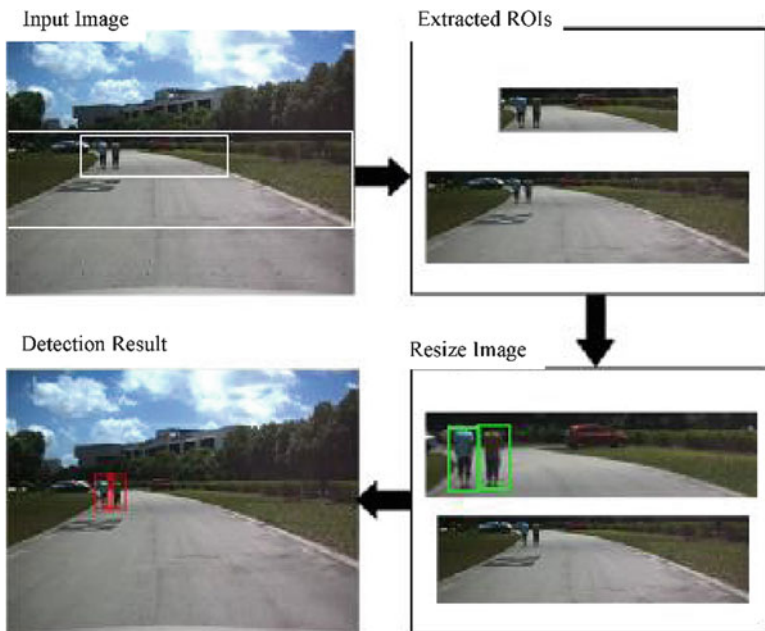 Input Image
Extracted ROIs
Detection Result
Resize Image